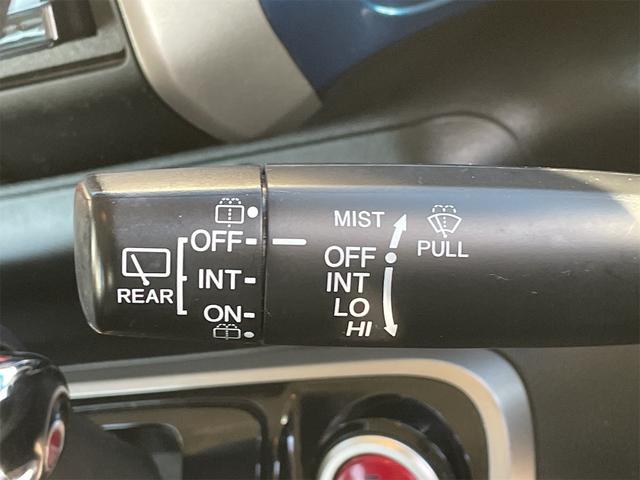 OFF
INT
REAR
ON
MIST
OFF
INT
LO
HI
PULL